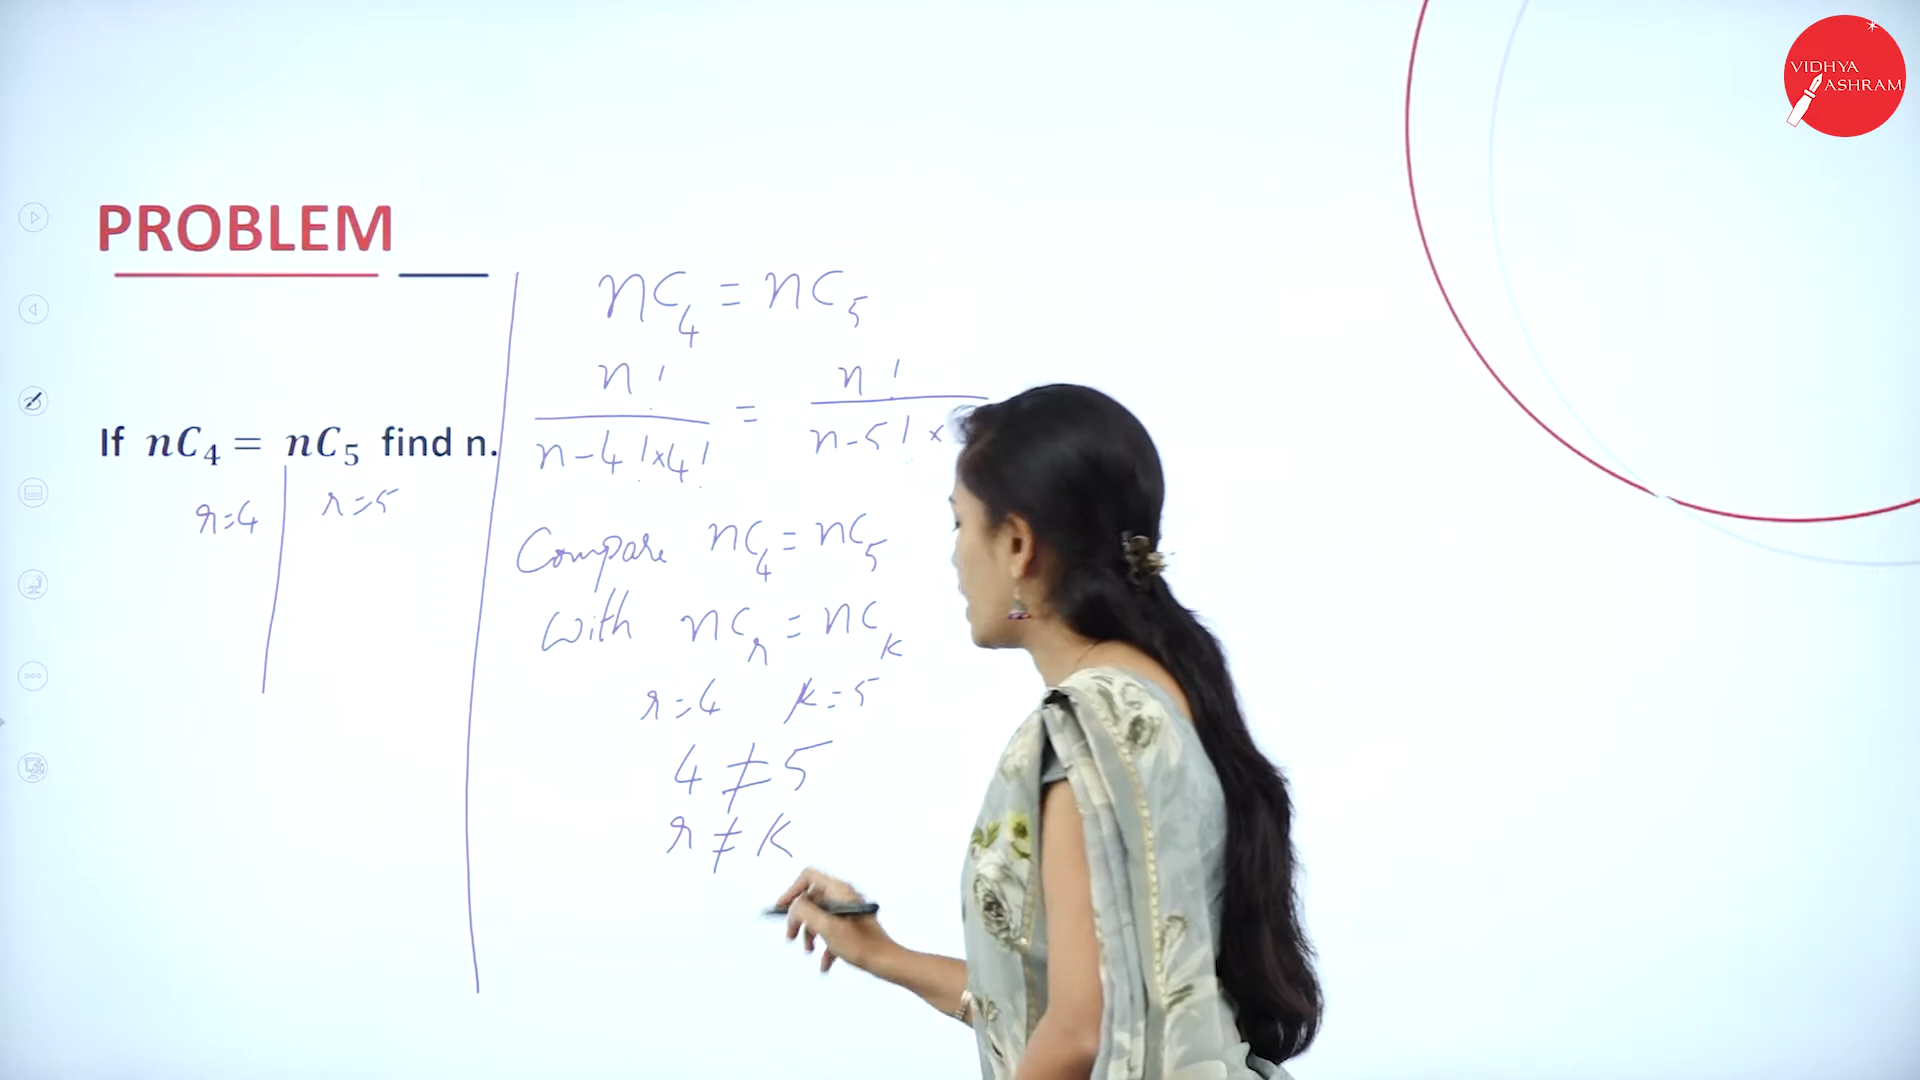 VIDHYA
ASHRAM
PROBLEM
If nC₄ = nC₅ find n.
r=4
r=5
nC₄ = nC₅
n! / n-4!×4! = n! / n-5!×
Compare nC₄ = nC₅
with nCᵣ = nCₖ
r=4 k=5
4 ≠ 5
r ≠ k